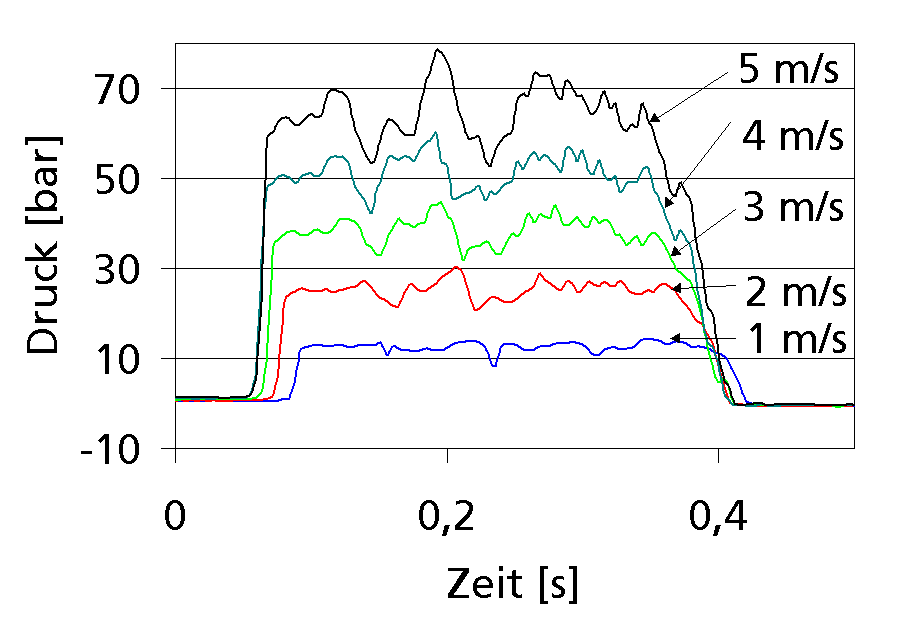 Druck [bar]
70
50
30
10
-10
5 m/s
4 m/s
3 m/s
2 m/s
1 m/s
0
0,2
0,4
Zeit [s]